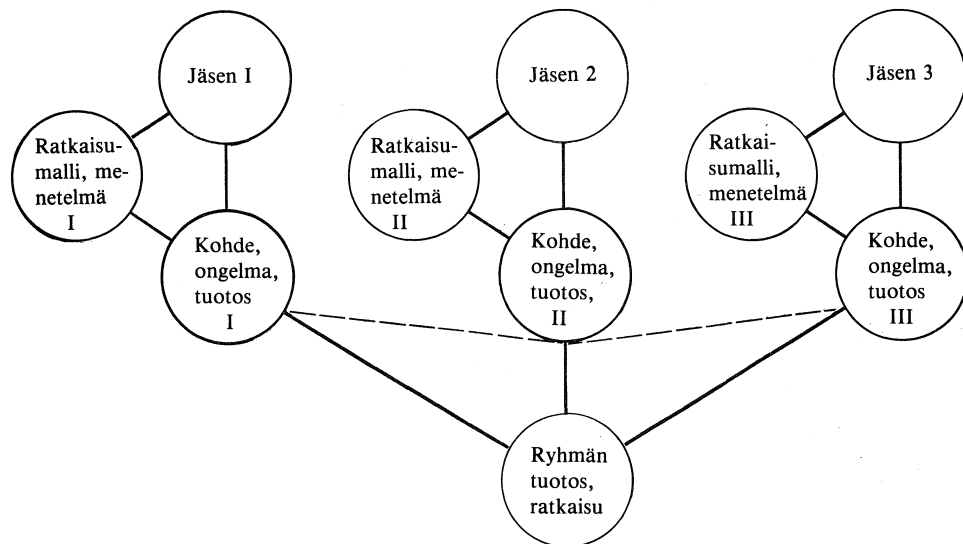 Jäsen I
Jäsen 2
Jäsen 3
Ratkaisu-
malli, me-
netelmä
I
Ratkaisu-
malli, me-
netelmä
II
Ratkai-
sumalli,
menetelmä
III
Kohde,
ongelma,
tuotos
I
Kohde,
ongelma,
tuotos,
II
Kohde,
ongelma,
tuotos
III
Ryhmän
tuotos,
ratkaisu